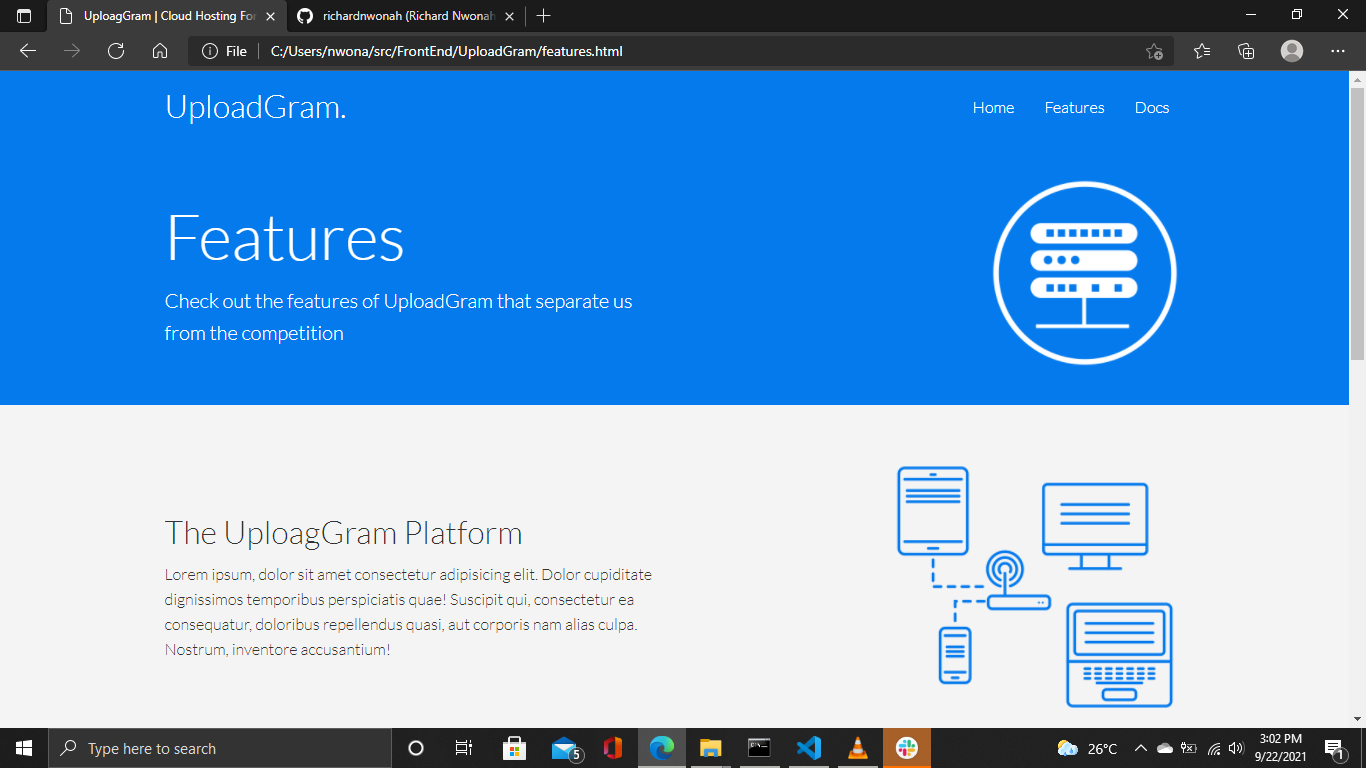 UploagGram | Cloud Hosting For
richardnwonah (Richard Nwonah
File
C:/Users/nwona/src/FrontEnd/UploadGram/features.html
UploadGram.
Home Features Docs
Features
Check out the features of UploadGram that separate us
from the competition
The UploagGram Platform
Lorem ipsum, dolor sit amet consectetur adipisicing elit. Dolor cupiditate
dignissimos temporibus perspiciatis quae! Suscipit qui, consectetur ea
consequatur, doloribus repellendus quasi, aut corporis nam alias culpa.
Nostrum, inventore accusantium!
Type here to search
5
26°C
3:02 PM
9/22/2021
1